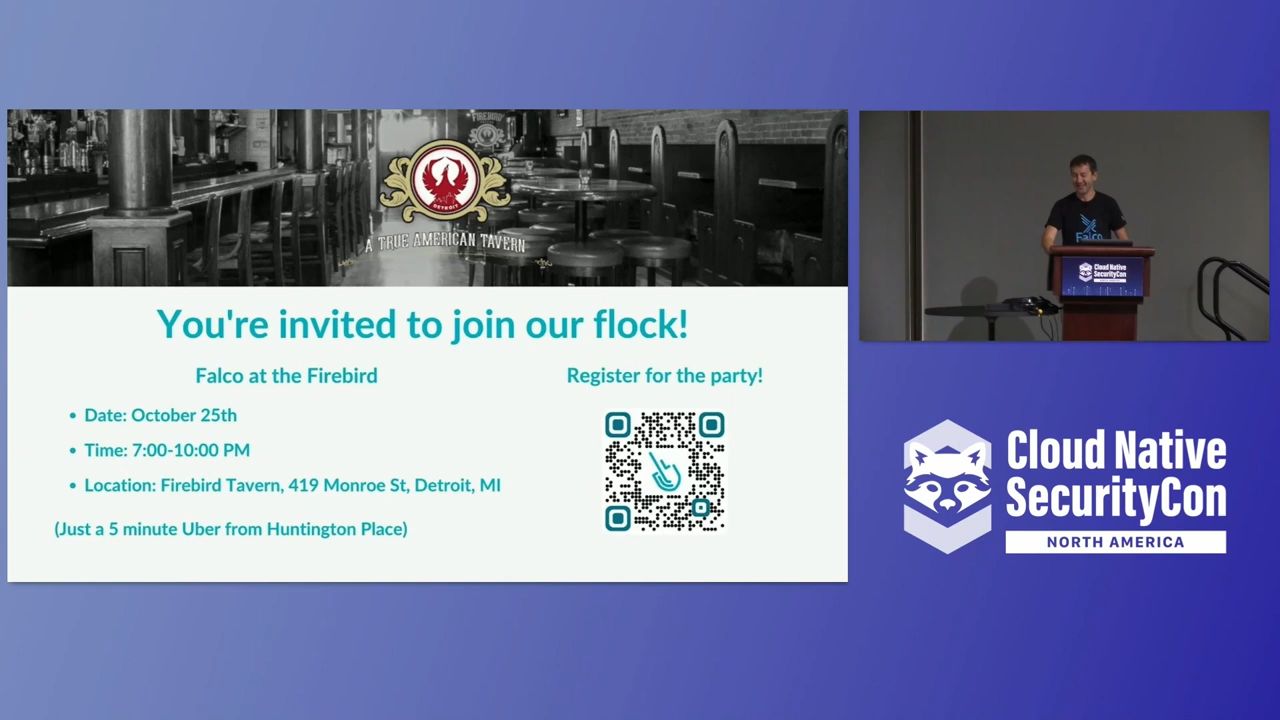 FIREBIRD
DETROIT
A TRUE AMERICAN TAVERN
You're invited to join our flock!
Falco at the Firebird
• Date: October 25th
• Time: 7:00-10:00 PM
• Location: Firebird Tavern, 419 Monroe St, Detroit, MI
(Just a 5 minute Uber from Huntington Place)
Register for the party!
Falco
Cloud Native
SecurityCon
Cloud Native
SecurityCon
NORTH AMERICA